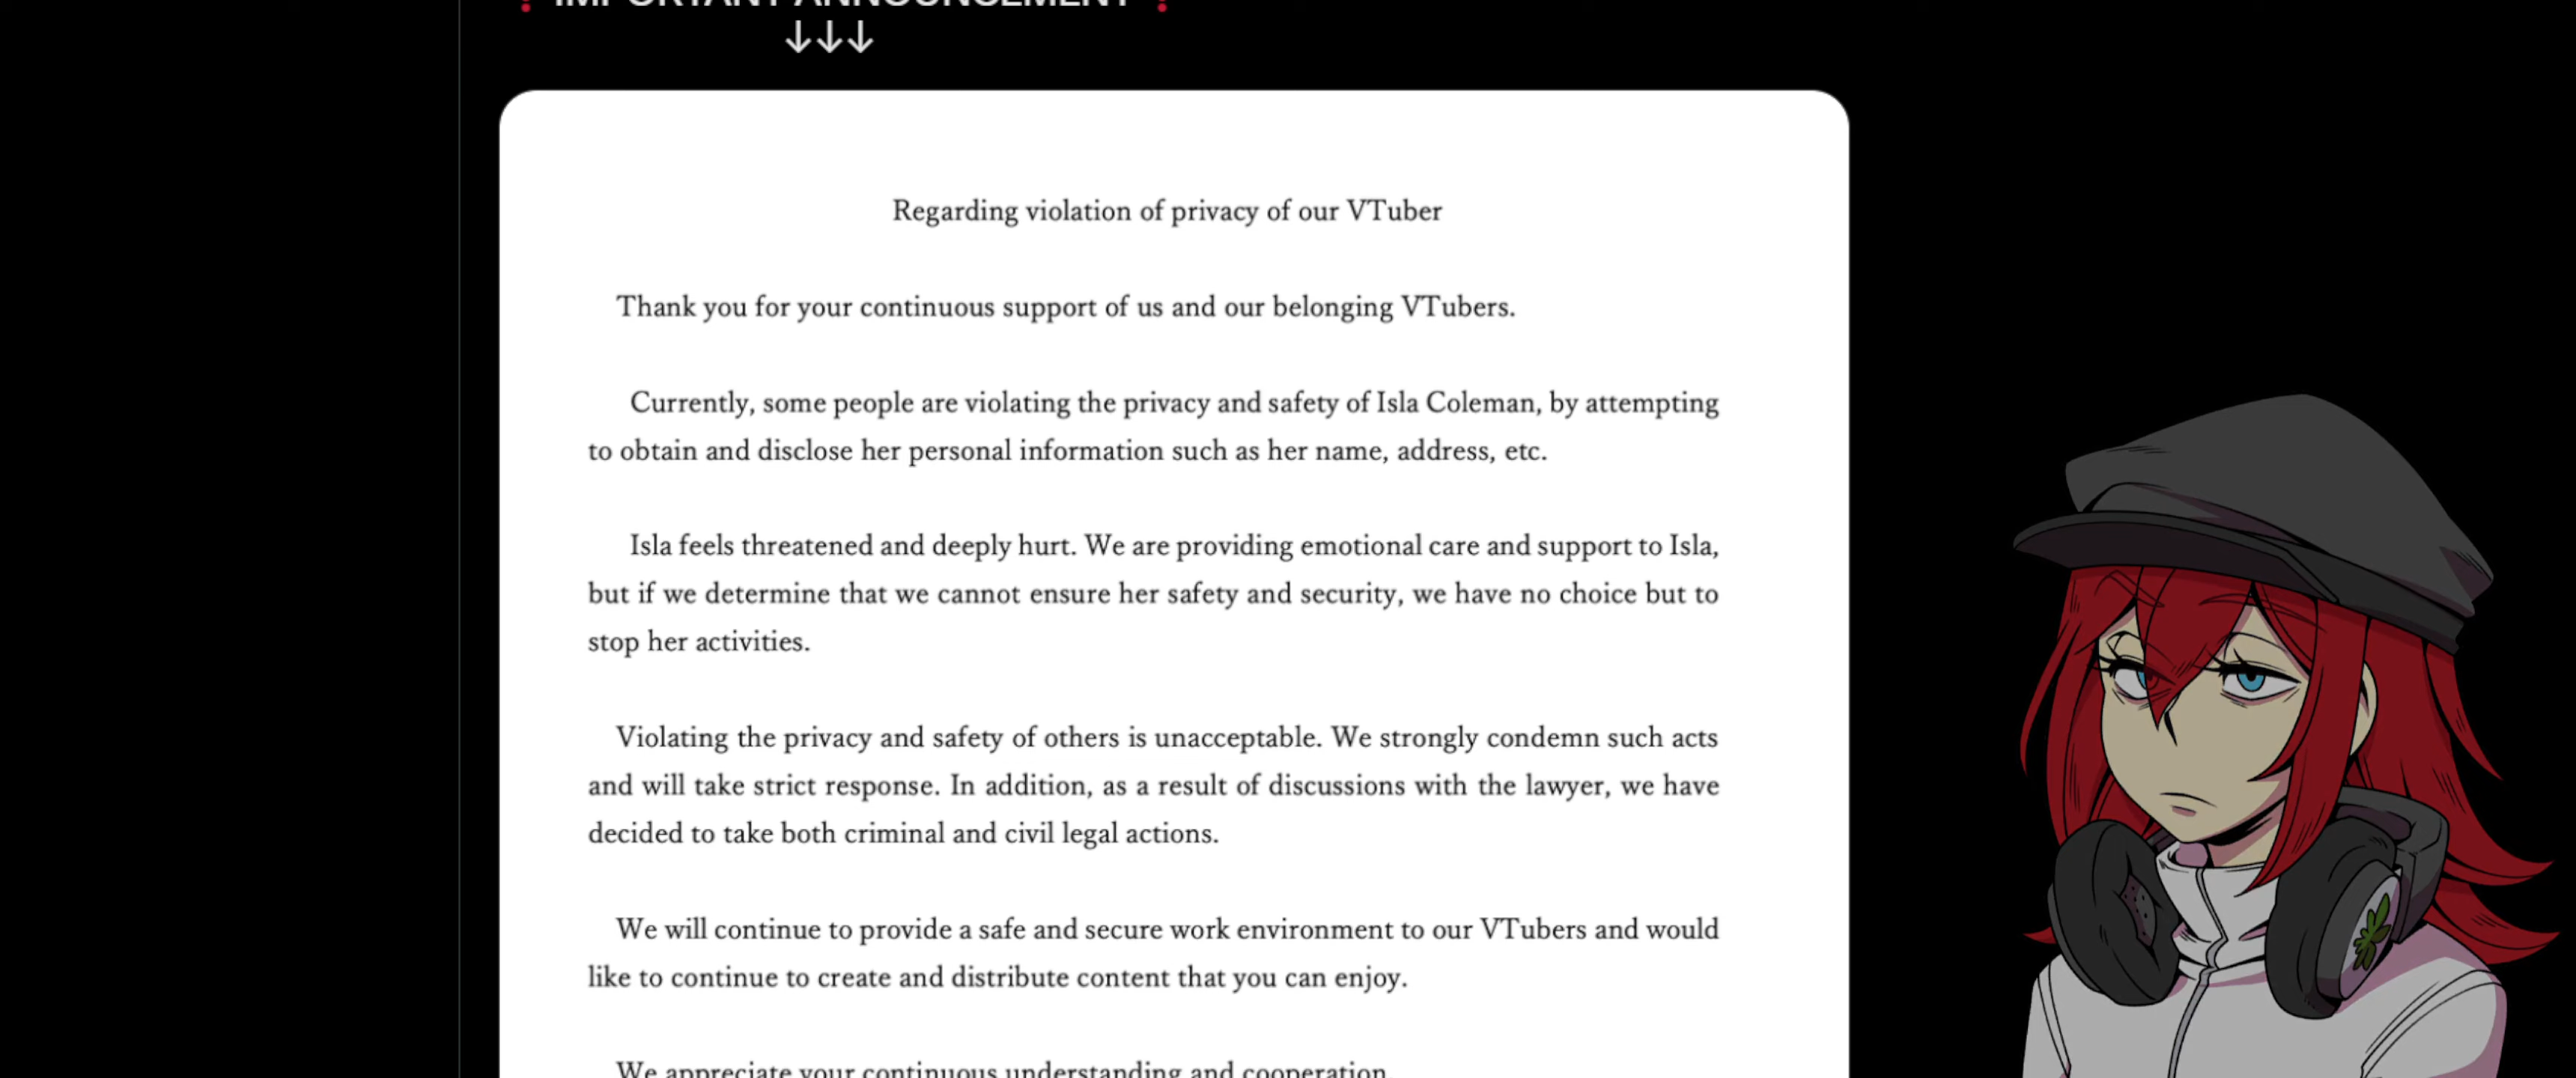 ❗ IMPORTANT ANNOUNCEMENT ❗
↓↓↓
Regarding violation of privacy of our VTuber
Thank you for your continuous support of us and our belonging VTubers.
Currently, some people are violating the privacy and safety of Isla Coleman, by attempting
to obtain and disclose her personal information such as her name, address, etc.
Isla feels threatened and deeply hurt. We are providing emotional care and support to Isla,
but if we determine that we cannot ensure her safety and security, we have no choice but to
stop her activities.
Violating the privacy and safety of others is unacceptable. We strongly condemn such acts
and will take strict response. In addition, as a result of discussions with the lawyer, we have
decided to take both criminal and civil legal actions.
We will continue to provide a safe and secure work environment to our VTubers and would
like to continue to create and distribute content that you can enjoy.
We appreciate your continuous understanding and cooperation.